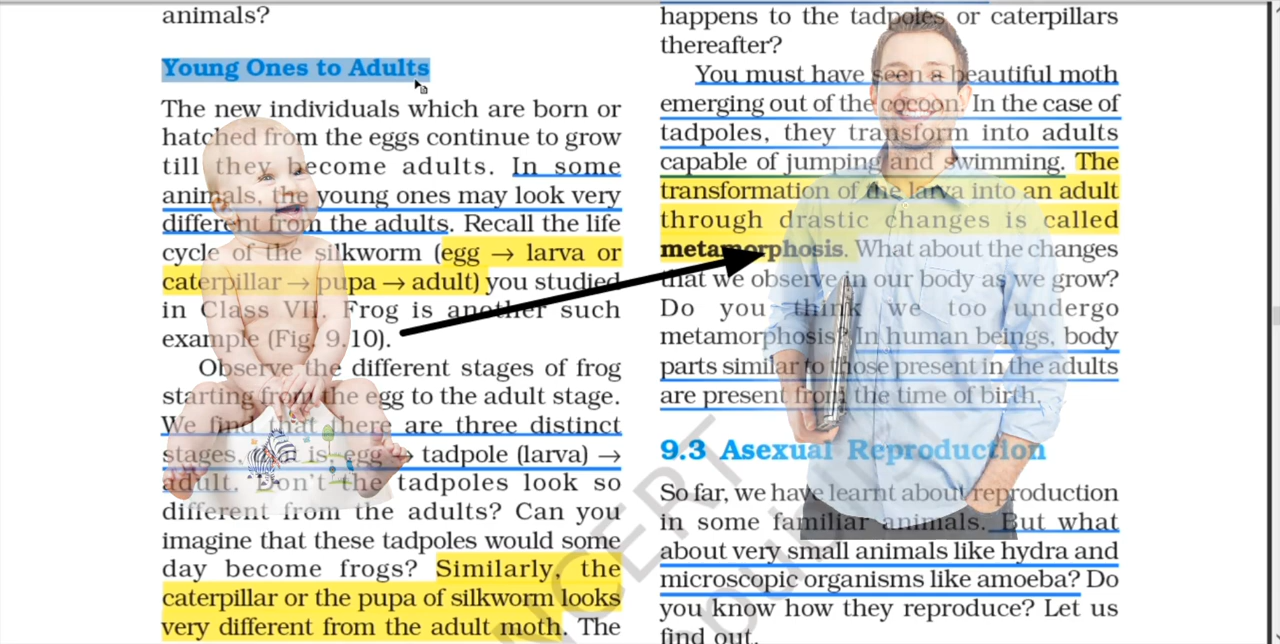 animals?
Young Ones to Adults
The new individuals which are born or
hatched from the eggs continue to grow
till they become adults. In some
animals, the young ones may look very
different from the adults. Recall the life
cycle of the silkworm (egg → larva or
caterpillar → pupa → adult) you studied
in Class VII. Frog is another such
example (Fig. 9.10).
Observe the different stages of frog
starting from the egg to the adult stage.
We find that there are three distinct
stages, that is, egg → tadpole (larva) →
adult. Don't the tadpoles look so
different from the adults? Can you
imagine that these tadpoles would some
day become frogs? Similarly, the
caterpillar or the pupa of silkworm looks
very different from the adult moth. The
happens to the tadpoles or caterpillars
thereafter?
You must have seen a beautiful moth
emerging out of the cocoon. In the case of
tadpoles, they transform into adults
capable of jumping and swimming. The
transformation of the larva into an adult
through drastic changes is called
metamorphosis. What about the changes
that we observe in our body as we grow?
Do you think we too undergo
metamorphosis? In human beings, body
parts similar to those present in the adults
are present from the time of birth.
9.3 Asexual Reproduction
So far, we have learnt about reproduction
in some familiar animals. But what
about very small animals like hydra and
microscopic organisms like amoeba? Do
you know how they reproduce? Let us
find out.
NCERT